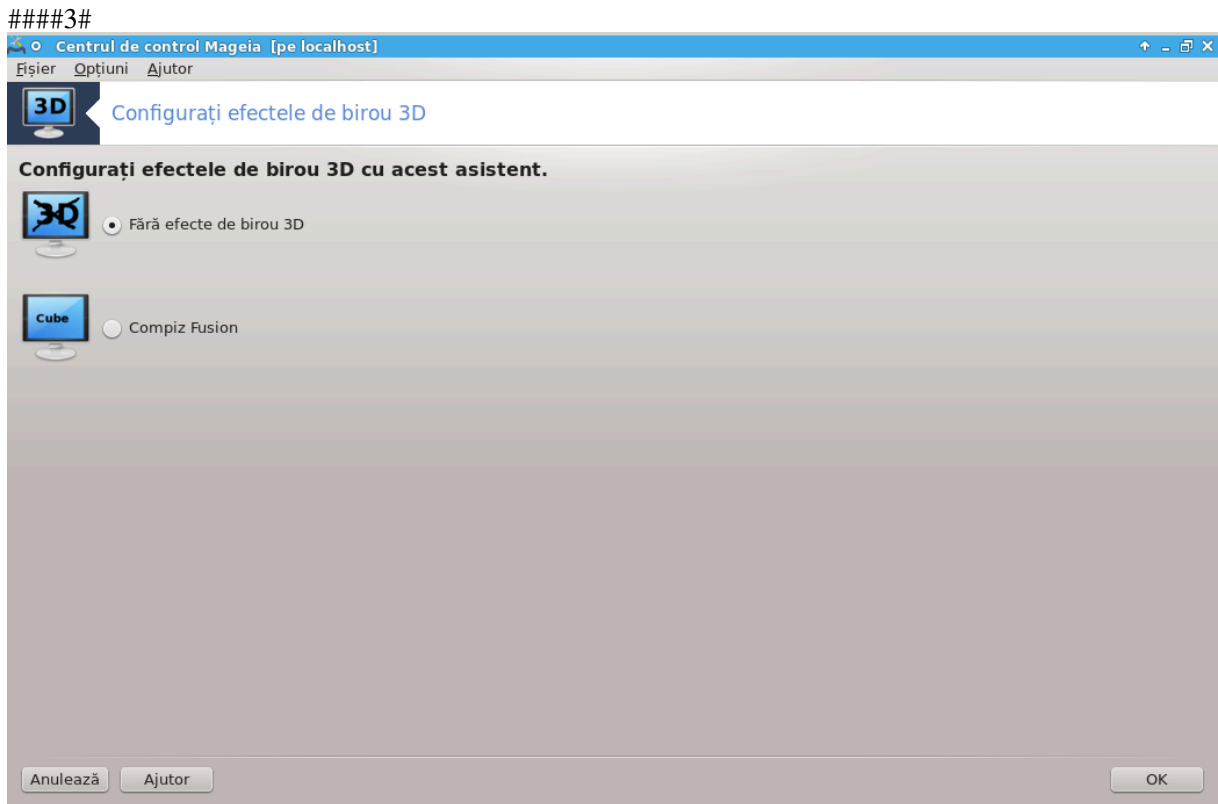 ####3#
Centrul de control Mageia [pe localhost]
Fișier Opțiuni Ajutor
3D
Configurați efectele de birou 3D
Configurați efectele de birou 3D cu acest asistent.
3D
Fără efecte de birou 3D
Cube
Compiz Fusion
Anulează Ajutor OK